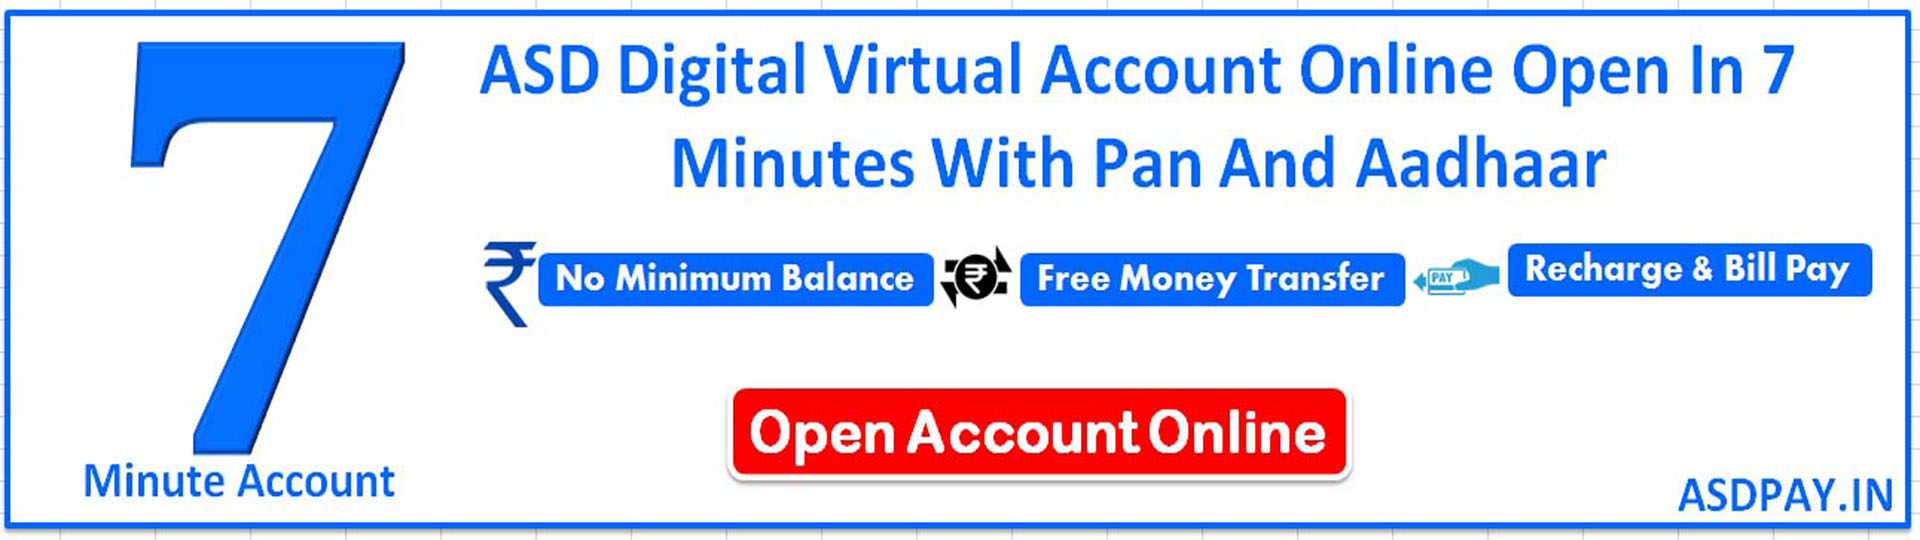 7
Minute Account
ASD Digital Virtual Account Online Open In 7
Minutes With Pan And Aadhaar
₹ No Minimum Balance ₹ Free Money Transfer PAY Recharge & Bill Pay
Open Account Online
ASDPAY.IN